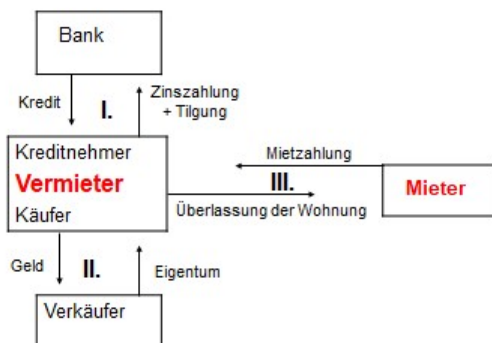 Bank
Kredit
I.
Zinszahlung
+ Tilgung
Kreditnehmer
Vermieter
Käufer
Mietzahlung
III.
Überlassung der Wohnung
Mieter
Geld
II.
Eigentum
Verkäufer